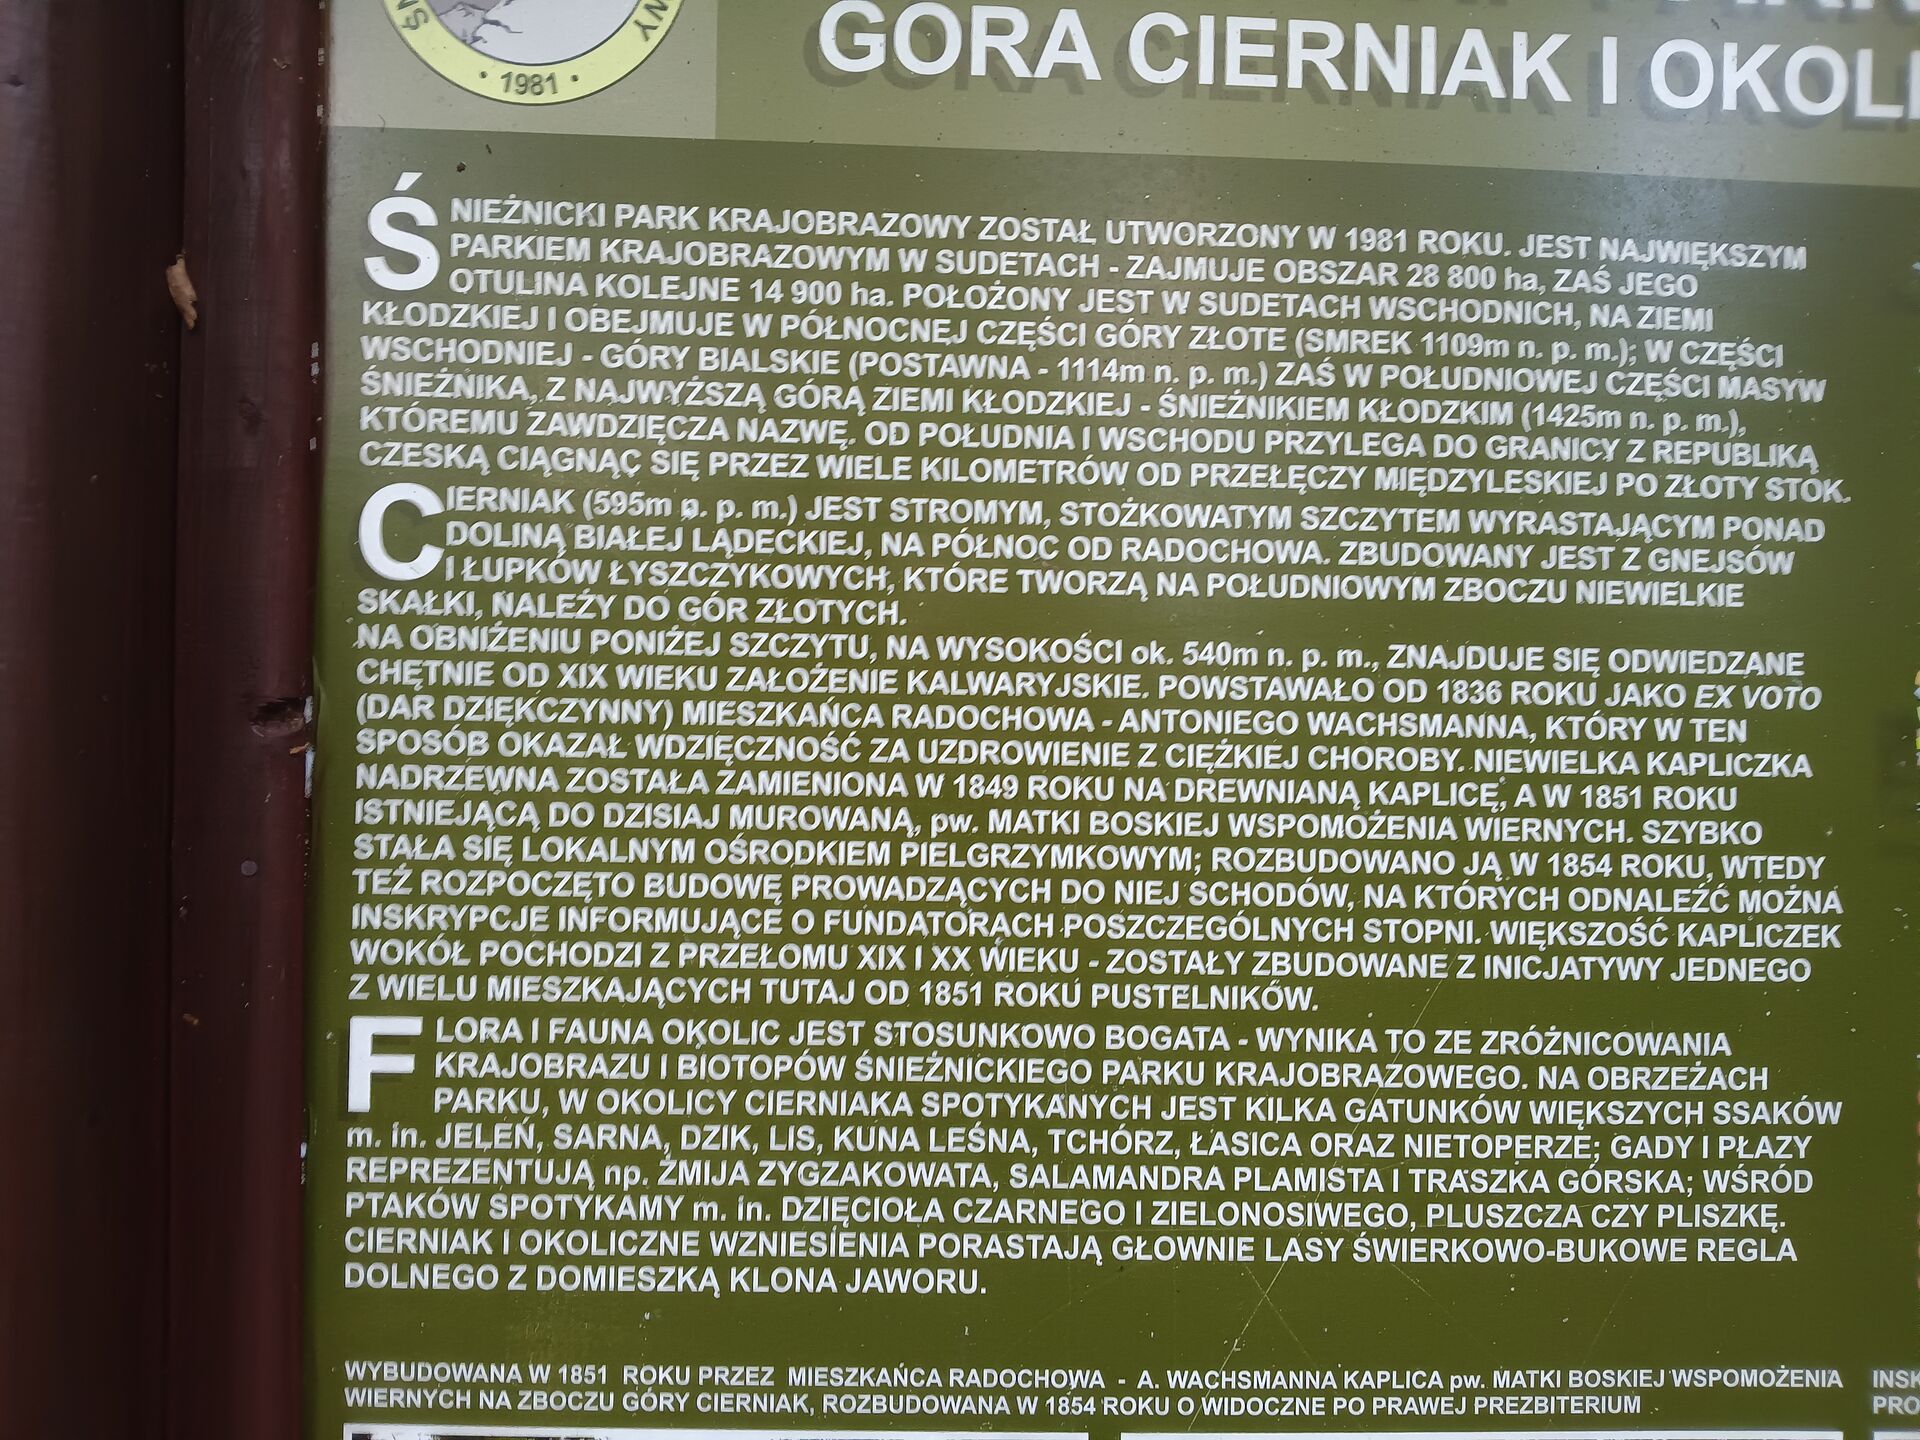 ŚN
NY
• 1981 •
GÓRA CIERNIAK I OKOLI
ŚNIEŻNICKI PARK KRAJOBRAZOWY ZOSTAŁ UTWORZONY W 1981 ROKU. JEST NAJWIĘKSZYM
PARKIEM KRAJOBRAZOWYM W SUDETACH - ZAJMUJE OBSZAR 28 800 ha, ZAŚ JEGO
OTULINA KOLEJNE 14 900 ha. POŁOŻONY JEST W SUDETACH WSCHODNICH, NA ZIEMI
KŁODZKIEJ I OBEJMUJE W PÓŁNOCNEJ CZĘŚCI GÓRY ZŁOTE (SMREK 1109m n. p. m.); W CZĘŚCI
WSCHODNIEJ - GÓRY BIALSKIE (POSTAWNA - 1114m n. p. m.) ZAŚ W POŁUDNIOWEJ CZĘŚCI MASYW
ŚNIEŻNIKA, Z NAJWYŻSZĄ GÓRĄ ZIEMI KŁODZKIEJ - ŚNIEŻNIKIEM KŁODZKIM (1425m n. p. m.),
KTÓREMU ZAWDZIĘCZA NAZWĘ. OD POŁUDNIA I WSCHODU PRZYLEGA DO GRANICY Z REPUBLIKĄ
CZESKĄ CIĄGNĄC SIĘ PRZEZ WIELE KILOMETRÓW OD PRZEŁĘCZY MIĘDZYLESKIEJ PO ZŁOTY STOK.
CIERNIAK (595m n. p. m.) JEST STROMYM, STOŻKOWATYM SZCZYTEM WYRASTAJĄCYM PONAD
DOLINĄ BIAŁEJ LĄDECKIEJ, NA PÓŁNOC OD RADOCHOWA. ZBUDOWANY JEST Z GNEJSÓW
I ŁUPKÓW ŁYSZCZYKOWYCH, KTÓRE TWORZĄ NA POŁUDNIOWYM ZBOCZU NIEWIELKIE
SKAŁKI, NALEŻY DO GÓR ZŁOTYCH.
NA OBNIŻENIU PONIŻEJ SZCZYTU, NA WYSOKOŚCI ok. 540m n. p. m., ZNAJDUJE SIĘ ODWIEDZANE
CHĘTNIE OD XIX WIEKU ZAŁOŻENIE KALWARYJSKIE. POWSTAWAŁO OD 1836 ROKU JAKO EX VOTO
(DAR DZIĘKCZYNNY) MIESZKAŃCA RADOCHOWA - ANTONIEGO WACHSMANNA, KTÓRY W TEN
SPOSÓB OKAZAŁ WDZIĘCZNOŚĆ ZA UZDROWIENIE Z CIĘŻKIEJ CHOROBY. NIEWIELKA KAPLICZKA
NADRZEWNA ZOSTAŁA ZAMIENIONA W 1849 ROKU NA DREWNIANĄ KAPLICĘ, A W 1851 ROKU
ISTNIEJĄCĄ DO DZISIAJ MUROWANĄ, pw. MATKI BOSKIEJ WSPOMOŻENIA WIERNYCH. SZYBKO
STAŁA SIĘ LOKALNYM OŚRODKIEM PIELGRZYMKOWYM; ROZBUDOWANO JĄ W 1854 ROKU, WTEDY
TEŻ ROZPOCZĘTO BUDOWĘ PROWADZĄCYCH DO NIEJ SCHODÓW, NA KTÓRYCH ODNALEŹĆ MOŻNA
INSKRYPCJE INFORMUJĄCE O FUNDATORACH POSZCZEGÓLNYCH STOPNI. WIĘKSZOŚĆ KAPLICZEK
WOKÓŁ POCHODZI Z PRZEŁOMU XIX I XX WIEKU - ZOSTAŁY ZBUDOWANE Z INICJATYWY JEDNEGO
Z WIELU MIESZKAJĄCYCH TUTAJ OD 1851 ROKU PUSTELNIKÓW.
FLORA I FAUNA OKOLIC JEST STOSUNKOWO BOGATA - WYNIKA TO ZE ZRÓŻNICOWANIA
KRAJOBRAZU I BIOTOPÓW ŚNIEŻNICKIEGO PARKU KRAJOBRAZOWEGO. NA OBRZEŻACH
PARKU, W OKOLICY CIERNIAKA SPOTYKANYCH JEST KILKA GATUNKÓW WIĘKSZYCH SSAKÓW
m. in. JELEŃ, SARNA, DZIK, LIS, KUNA LEŚNA, TCHÓRZ, ŁASICA ORAZ NIETOPERZE; GADY I PŁAZY
REPREZENTUJĄ np. ŻMIJA ZYGZAKOWATA, SALAMANDRA PLAMISTA I TRASZKA GÓRSKA; WŚRÓD
PTAKÓW SPOTYKAMY m. in. DZIĘCIOŁA CZARNEGO I ZIELONOSIWEGO, PLUSZCZA CZY PLISZKĘ.
CIERNIAK I OKOLICZNE WZNIESIENIA PORASTAJĄ GŁOWNIE LASY ŚWIERKOWO-BUKOWE REGLA
DOLNEGO Z DOMIESZKĄ KLONA JAWORU.
WYBUDOWANA W 1851 ROKU PRZEZ MIESZKAŃCA RADOCHOWA - A. WACHSMANNA KAPLICA pw. MATKI BOSKIEJ WSPOMOŻENIA
WIERNYCH NA ZBOCZU GÓRY CIERNIAK, ROZBUDOWANA W 1854 ROKU O WIDOCZNE PO PRAWEJ PREZBITERIUM
INSK
PRO